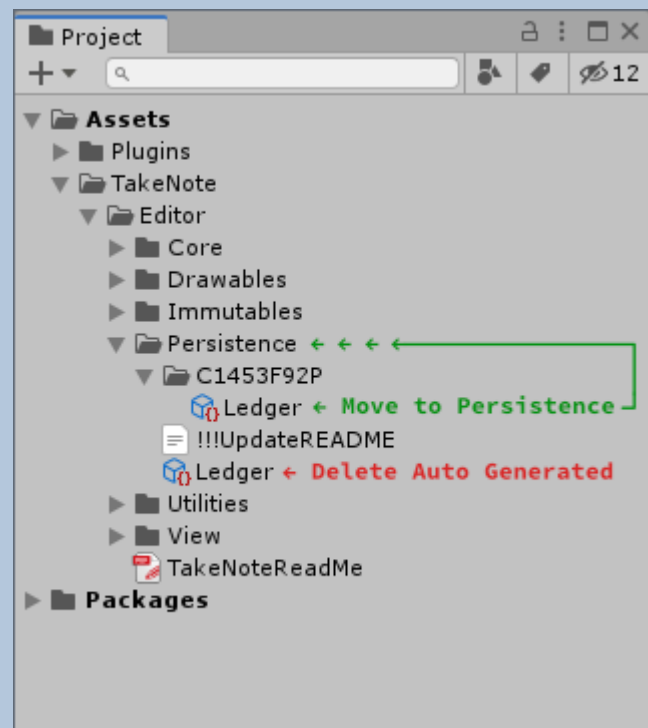 Project
12
Assets
Plugins
TakeNote
Editor
Core
Drawables
Immutables
Persistence ← ← ← ←
C1453F92P
Ledger ← Move to Persistence
!!!UpdateREADME
Ledger ← Delete Auto Generated
Utilities
View
TakeNoteReadMe
Packages